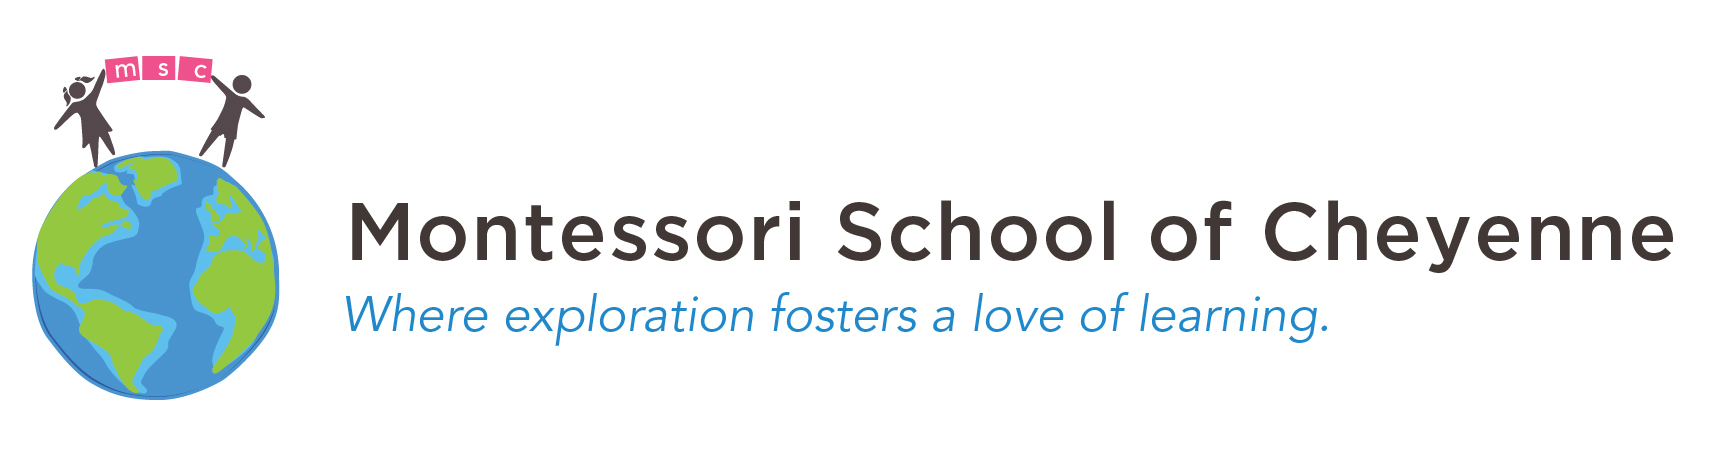 m s c
Montessori School of Cheyenne
Where exploration fosters a love of learning.